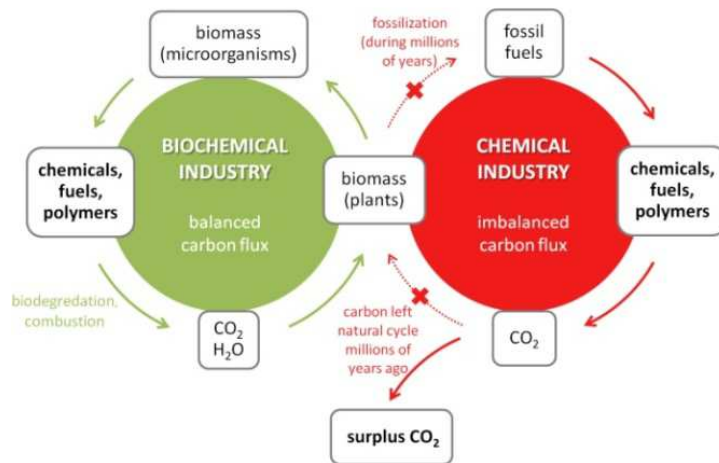 biomass
(microorganisms)
fossilization
(during millions
of years)
fossil
fuels
BIOCHEMICAL
INDUSTRY
balanced
carbon flux
chemicals,
fuels,
polymers
biomass
(plants)
CHEMICAL
INDUSTRY
imbalanced
carbon flux
chemicals,
fuels,
polymers
biodegredation,
combustion
CO₂
H₂O
carbon left
natural cycle
millions of
years ago
CO₂
surplus CO₂